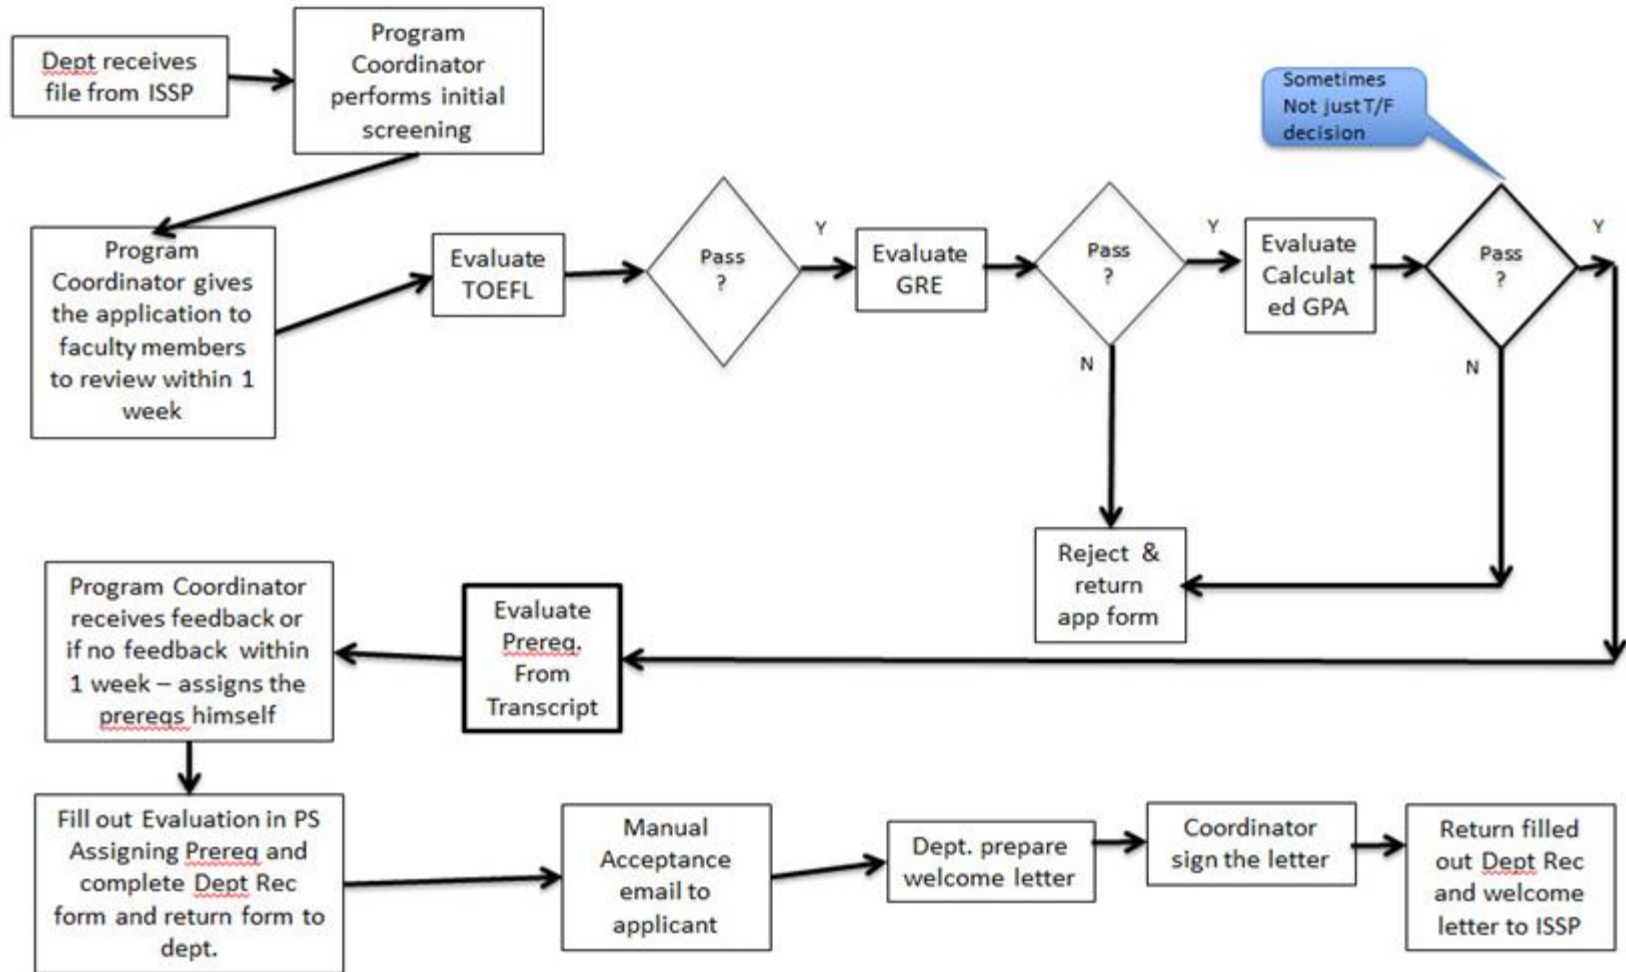 Dept receives
file from ISSP
Program
Coordinator
performs initial
screening
Sometimes
Not just T/F
decision
Program
Coordinator gives
the application to
faculty members
to review within 1
week
Evaluate
TOEFL
Pass
?
Y
Evaluate
GRE
Pass
?
Y
N
Evaluate
Calculat
ed GPA
Pass
?
Y
N
Reject &
return
app form
Evaluate
Prereq.
From
Transcript
Program Coordinator
receives feedback or
if no feedback within
1 week – assigns the
prereqs himself
Fill out Evaluation in PS
Assigning Prereq and
complete Dept Rec
form and return form to
dept.
Manual
Acceptance
email to
applicant
Dept. prepare
welcome letter
Coordinator
sign the letter
Return filled
out Dept Rec
and welcome
letter to ISSP